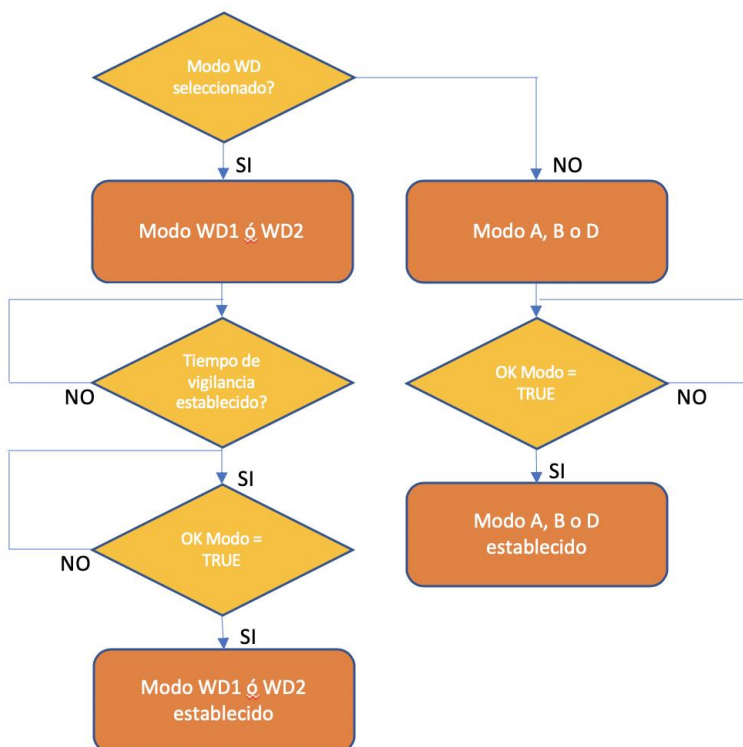 Modo WD
seleccionado?
SI
NO
Modo WD1 ó WD2
Modo A, B o D
Tiempo de
vigilancia
establecido?
NO
OK Modo =
TRUE
NO
SI
SI
OK Modo =
TRUE
NO
Modo A, B o D
establecido
SI
Modo WD1 ó WD2
establecido